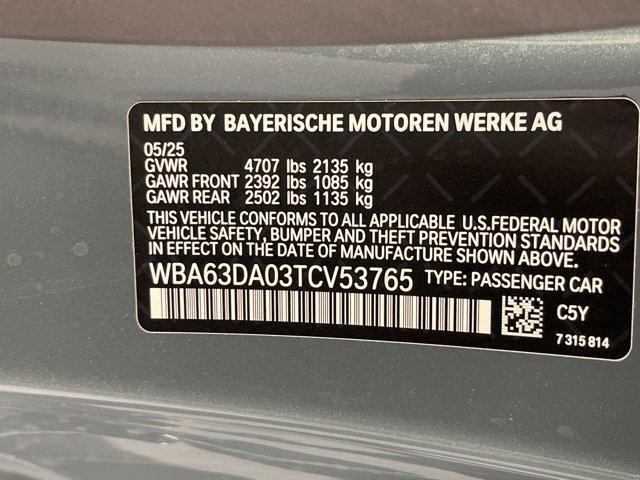 MFD BY BAYERISCHE MOTOREN WERKE AG
05/25
GVWR 4707 lbs 2135 kg
GAWR FRONT 2392 lbs 1085 kg
GAWR REAR 2502 lbs 1135 kg
THIS VEHICLE CONFORMS TO ALL APPLICABLE U.S.FEDERAL MOTOR
VEHICLE SAFETY, BUMPER AND THEFT PREVENTION STANDARDS
IN EFFECT ON THE DATE OF MANUFACTURE SHOWN ABOVE.
WBA63DA03TCV53765 TYPE: PASSENGER CAR
C5Y
7 315 814